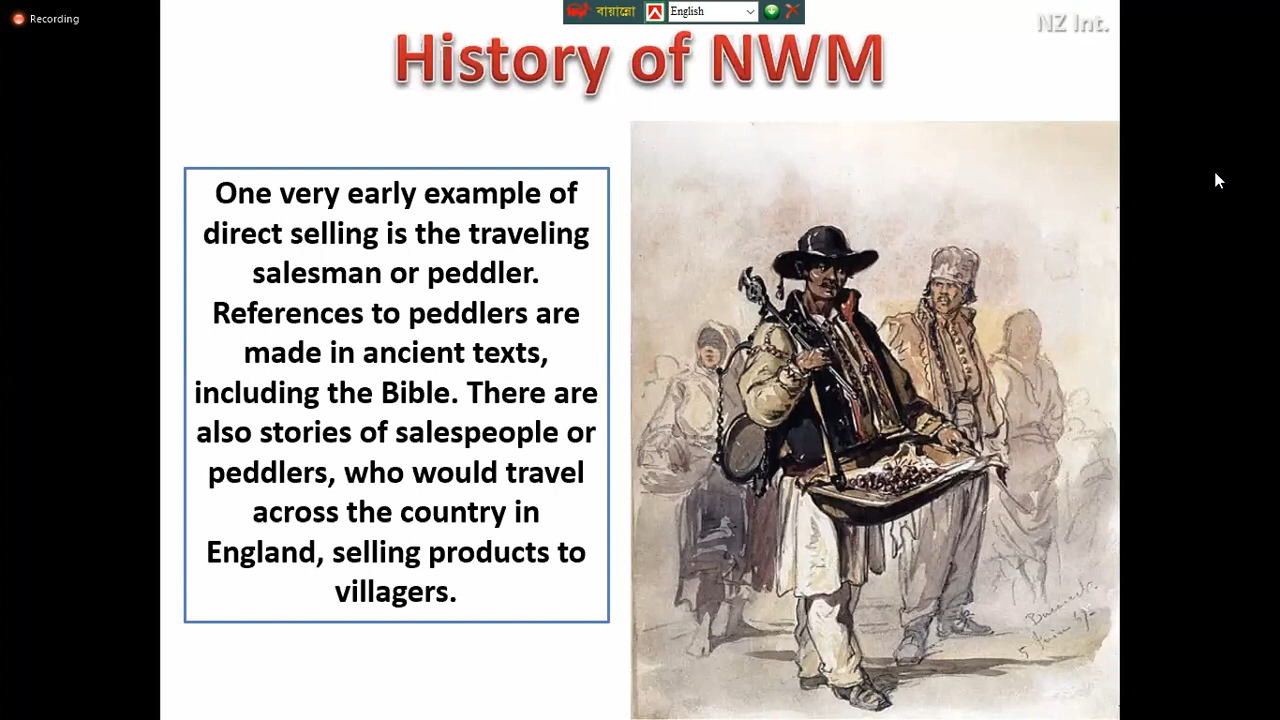 Recording
বায়ান্নো
English
NZ Int.
History of NWM
One very early example of
direct selling is the traveling
salesman or peddler.
References to peddlers are
made in ancient texts,
including the Bible. There are
also stories of salespeople or
peddlers, who would travel
across the country in
England, selling products to
villagers.